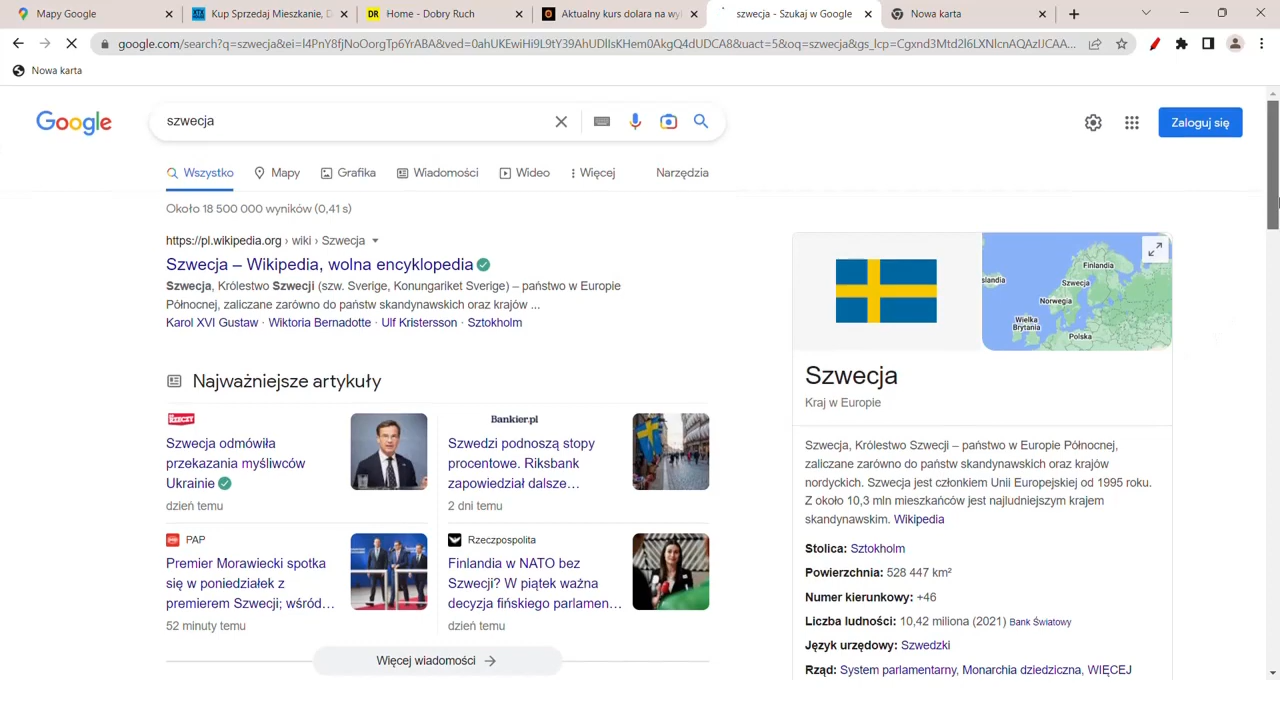 Mapy Google
Kup Sprzedaj Mieszkanie, D
Home - Dobry Ruch
Aktualny kurs dolara na wy
szwecja - Szukaj w Google
Nowa karta
google.com/search?q=szwecja&ei=I4PnY8fjNoOorgTp6YrABA&ved=0ahUKEwiHi9L9tY39AhUDlIsKHem0AkgQ4dUDCA8&uact=5&oq=szwecja&gs_lcp=Cgxnd3Mtd2l6LXNlcnAQAzIJCAA...
Nowa karta
Google
szwecja
Zaloguj się
Wszystko
Mapy
Grafika
Wiadomości
Wideo
Więcej
Narzędzia
Około 18 500 000 wyników (0,41 s)
https://pl.wikipedia.org › wiki › Szwecja
Szwecja – Wikipedia, wolna encyklopedia
Szwecja, Królestwo Szwecji (szw. Sverige, Konungariket Sverige) – państwo w Europie
Północnej, zaliczane zarówno do państw skandynawskich oraz krajów ...
Karol XVI Gustaw · Wiktoria Bernadotte · Ulf Kristersson · Sztokholm
Najważniejsze artykuły
Szwecja odmówiła
przekazania myśliwców
Ukrainie
dzień temu
Bankier.pl
Szwedzi podnoszą stopy
procentowe. Riksbank
zapowiedział dalsze…
2 dni temu
PAP
Premier Morawiecki spotka
się w poniedziałek z
premierem Szwecji; wśród…
52 minuty temu
Rzeczpospolita
Finlandia w NATO bez
Szwecji? W piątek ważna
decyzja fińskiego parlamen…
dzień temu
Więcej wiadomości
Finlandia
slandia
Szwecja
Norwegia
Wielka
Brytania
Polska
Szwecja
Kraj w Europie
Szwecja, Królestwo Szwecji – państwo w Europie Północnej,
zaliczane zarówno do państw skandynawskich oraz krajów
nordyckich. Szwecja jest członkiem Unii Europejskiej od 1995 roku.
Z około 10,3 mln mieszkańców jest najludniejszym krajem
skandynawskim. Wikipedia
Stolica: Sztokholm
Powierzchnia: 528 447 km²
Numer kierunkowy: +46
Liczba ludności: 10,42 miliona (2021) Bank Światowy
Język urzędowy: Szwedzki
Rząd: System parlamentarny, Monarchia dziedziczna, WIĘCEJ